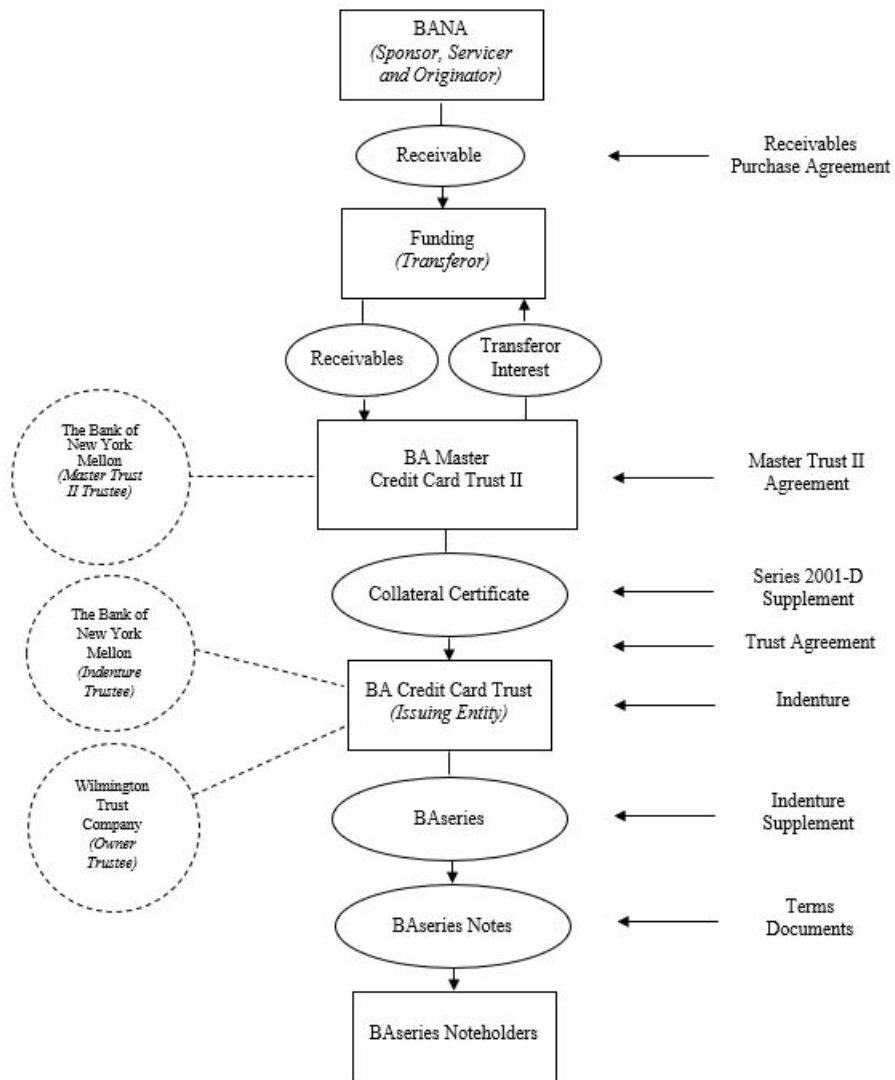 BANA
(Sponsor, Servicer
and Originator)
Receivable
Receivables
Purchase Agreement
Funding
(Transferor)
Receivables
Transferor
Interest
The Bank of
New York
Mellon
(Master Trust
II Trustee)
BA Master
Credit Card Trust II
Master Trust II
Agreement
Collateral Certificate
Series 2001-D
Supplement
The Bank of
New York
Mellon
(Indenture
Trustee)
Trust Agreement
BA Credit Card Trust
(Issuing Entity)
Indenture
Wilmington
Trust
Company
(Owner
Trustee)
BAseries
Indenture
Supplement
BAseries Notes
Terms
Documents
BAseries Noteholders